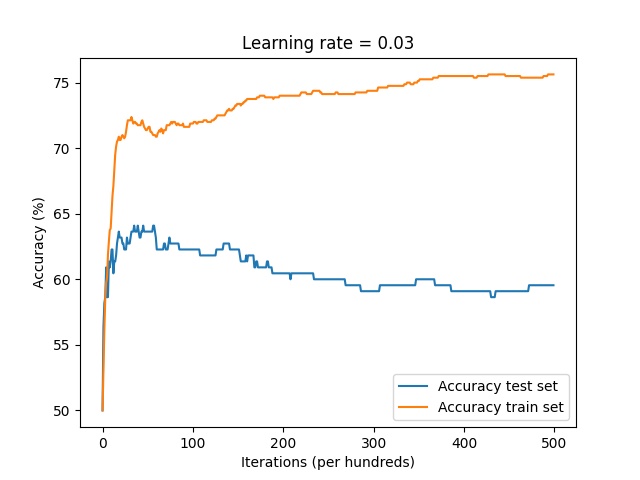 Learning rate = 0.03
Accuracy (%)
75
70
65
60
55
50
0 100 200 300 400 500
Iterations (per hundreds)
Accuracy test set
Accuracy train set